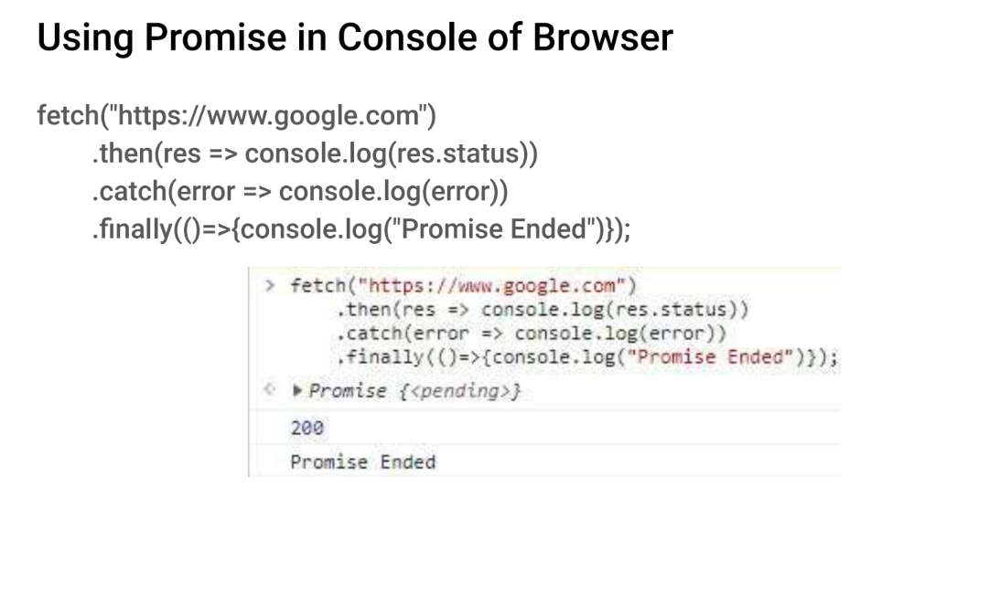 Using Promise in Console of Browser
fetch("https://www.google.com")
.then(res => console.log(res.status))
.catch(error => console.log(error))
.finally(()=>{console.log("Promise Ended")});
> fetch("https://www.google.com")
.then(res => console.log(res.status))
.catch(error => console.log(error))
.finally(()=>{console.log("Promise Ended")});
Promise {<pending>}
200
Promise Ended